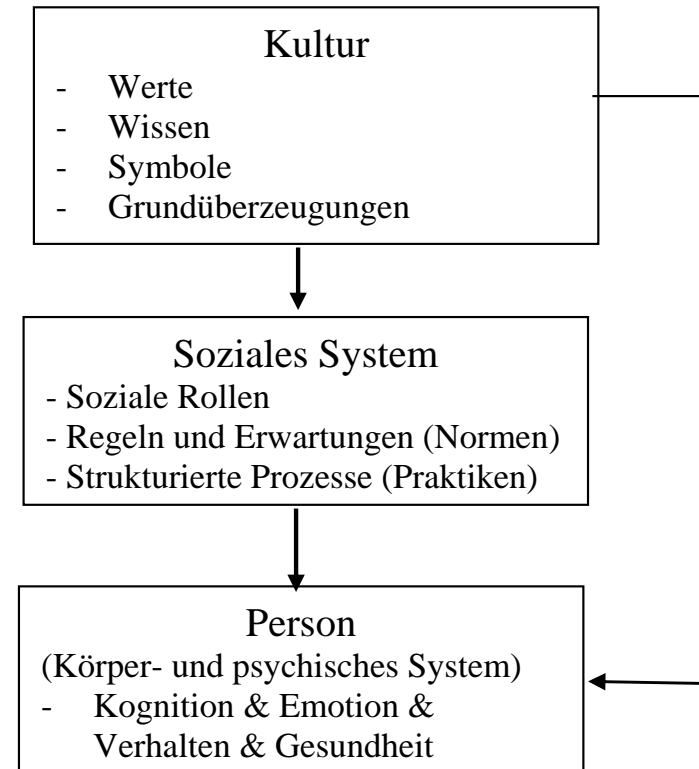 Kultur
- Werte
- Wissen
- Symbole
- Grundüberzeugungen
Soziales System
- Soziale Rollen
- Regeln und Erwartungen (Normen)
- Strukturierte Prozesse (Praktiken)
Person
(Körper- und psychisches System)
- Kognition & Emotion &
Verhalten & Gesundheit